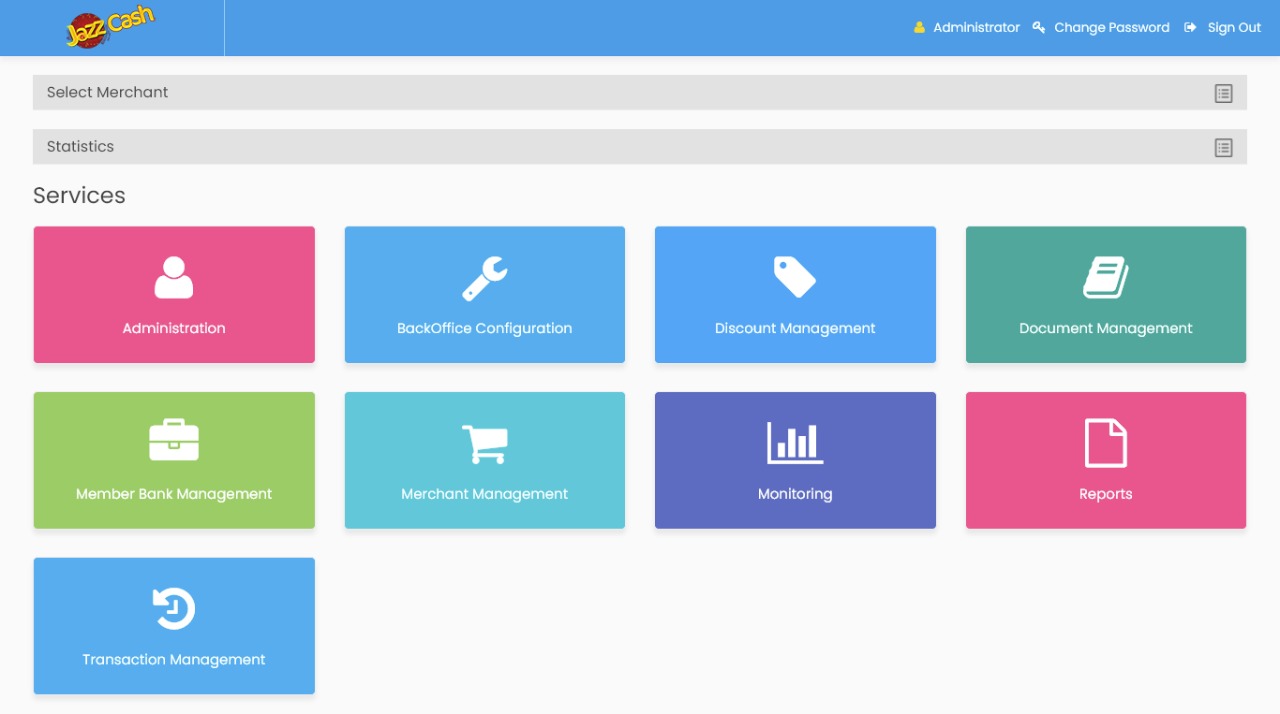 Jazz Cash
Administrator Change Password Sign Out
Select Merchant
Statistics
Services
Administration
BackOffice Configuration
Discount Management
Document Management
Member Bank Management
Merchant Management
Monitoring
Reports
Transaction Management